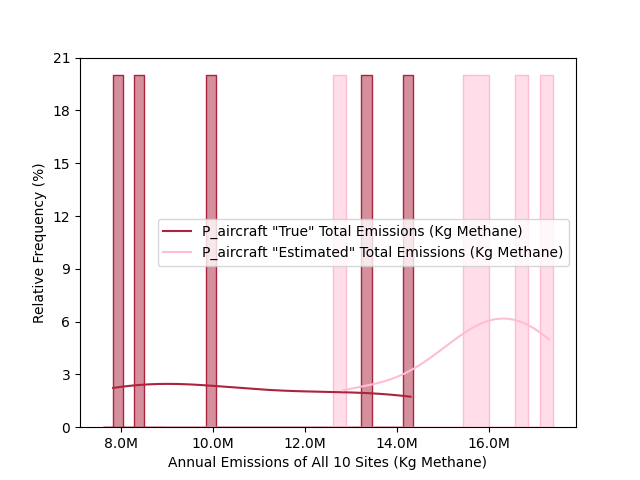 21
18
15
12
9
6
3
0
Relative Frequency (%)
P_aircraft "True" Total Emissions (Kg Methane)
P_aircraft "Estimated" Total Emissions (Kg Methane)
8.0M 10.0M 12.0M 14.0M 16.0M
Annual Emissions of All 10 Sites (Kg Methane)